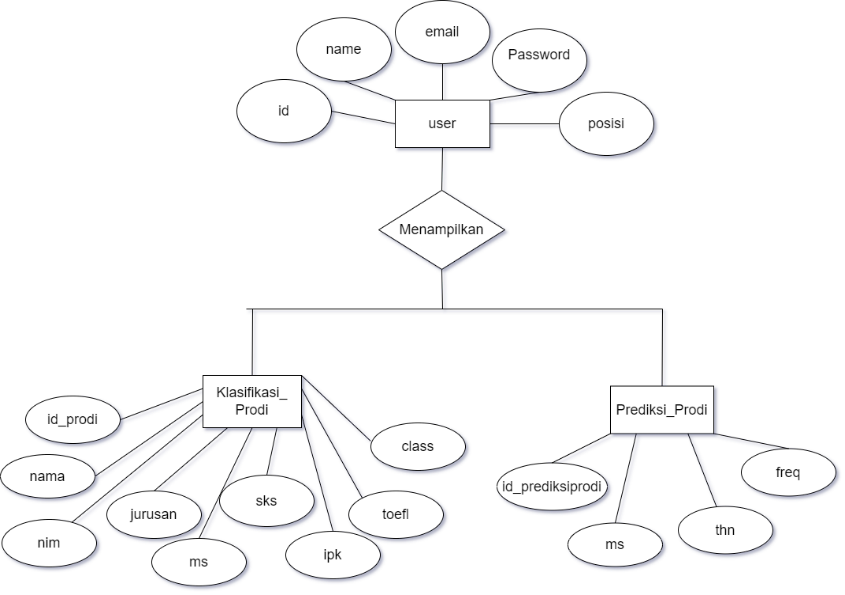 email
name
Password
id
user
posisi
Menampilkan
Klasifikasi_
Prodi
Prediksi_Prodi
id_prodi
class
nama
freq
id_prediksiprodi
sks
jurusan
toefl
thn
nim
ms
ipk
ms